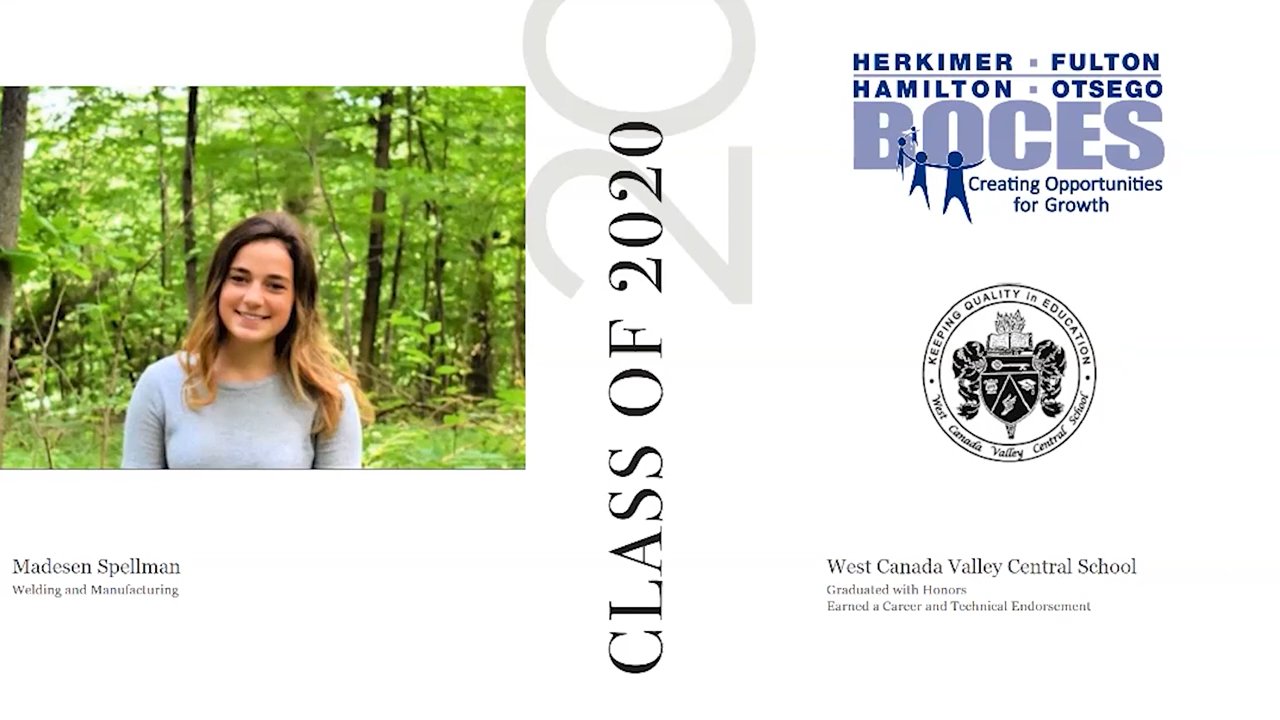 20
20
CLASS OF 2020
HERKIMER ▪ FULTON
HAMILTON ▪ OTSEGO
BOCES
Creating Opportunities
for Growth
KEEPING QUALITY in EDUCATION
West Canada Valley Central School
Madesen Spellman
Welding and Manufacturing
West Canada Valley Central School
Graduated with Honors
Earned a Career and Technical Endorsement